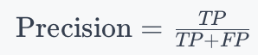 Precision = TP / TP+FP